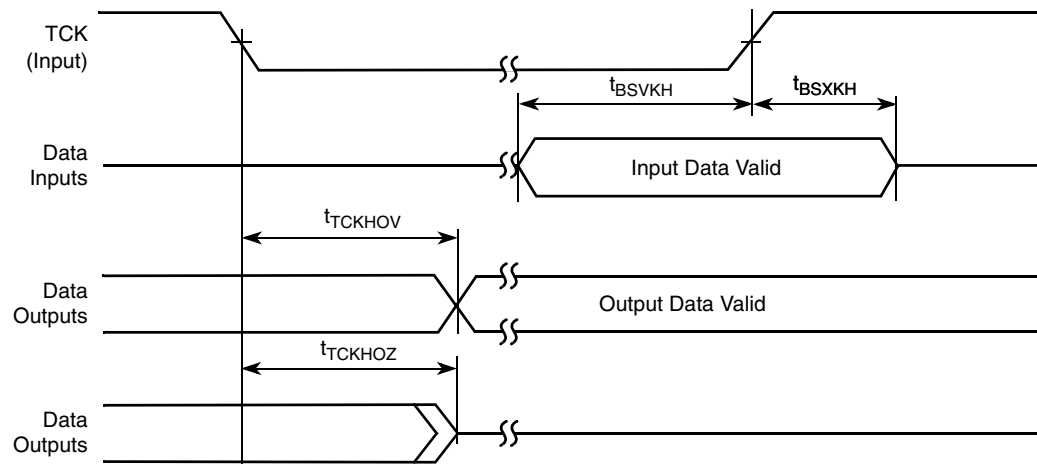 TCK
(Input)
tBSVKH
tBSXKH
Data
Inputs
Input Data Valid
tTCKHOV
Data
Outputs
Output Data Valid
tTCKHOZ
Data
Outputs